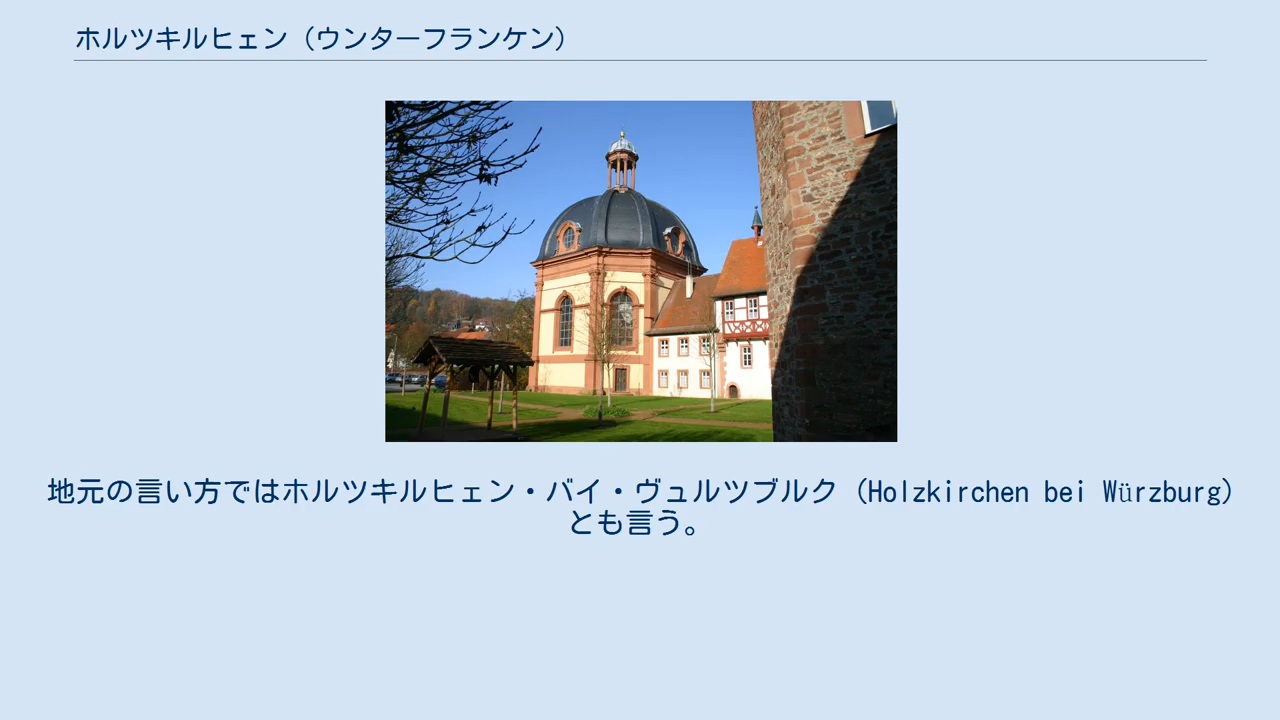 ホルツキルヒェン（ウンターフランケン）
地元の言い方ではホルツキルヒェン・バイ・ヴュルツブルク（Holzkirchen bei Würzburg）
とも言う。